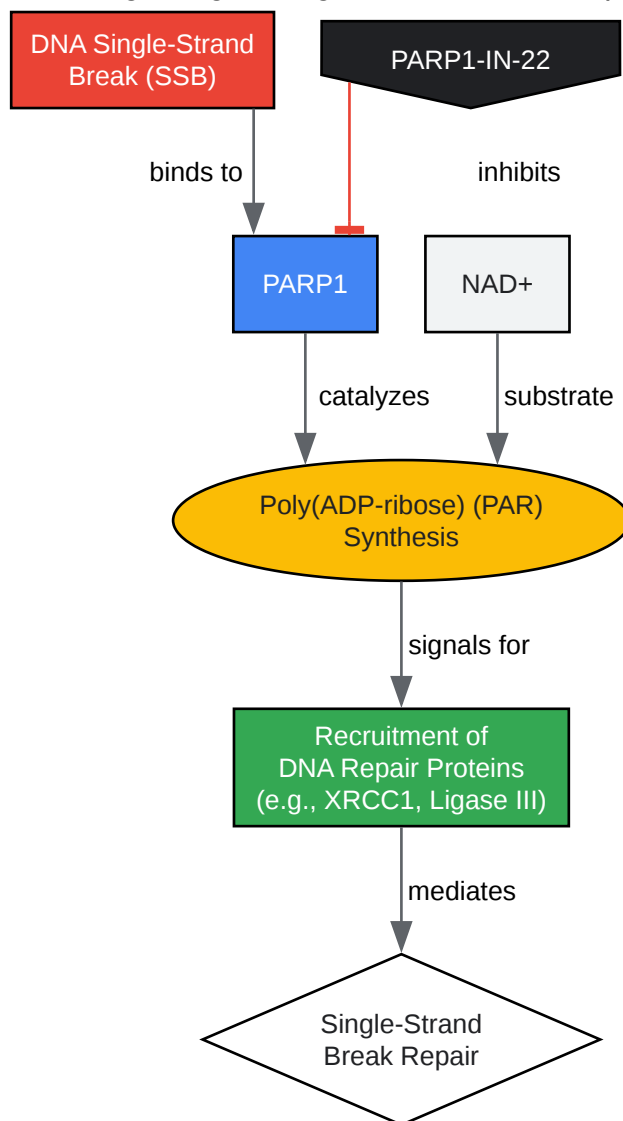 DNA Single-Strand
Break (SSB)
PARP1-IN-22
binds to
inhibits
PARP1
NAD+
catalyzes
substrate
Poly(ADP-ribose) (PAR)
Synthesis
signals for
Recruitment of
DNA Repair Proteins
(e.g., XRCC1, Ligase III)
mediates
Single-Strand
Break Repair